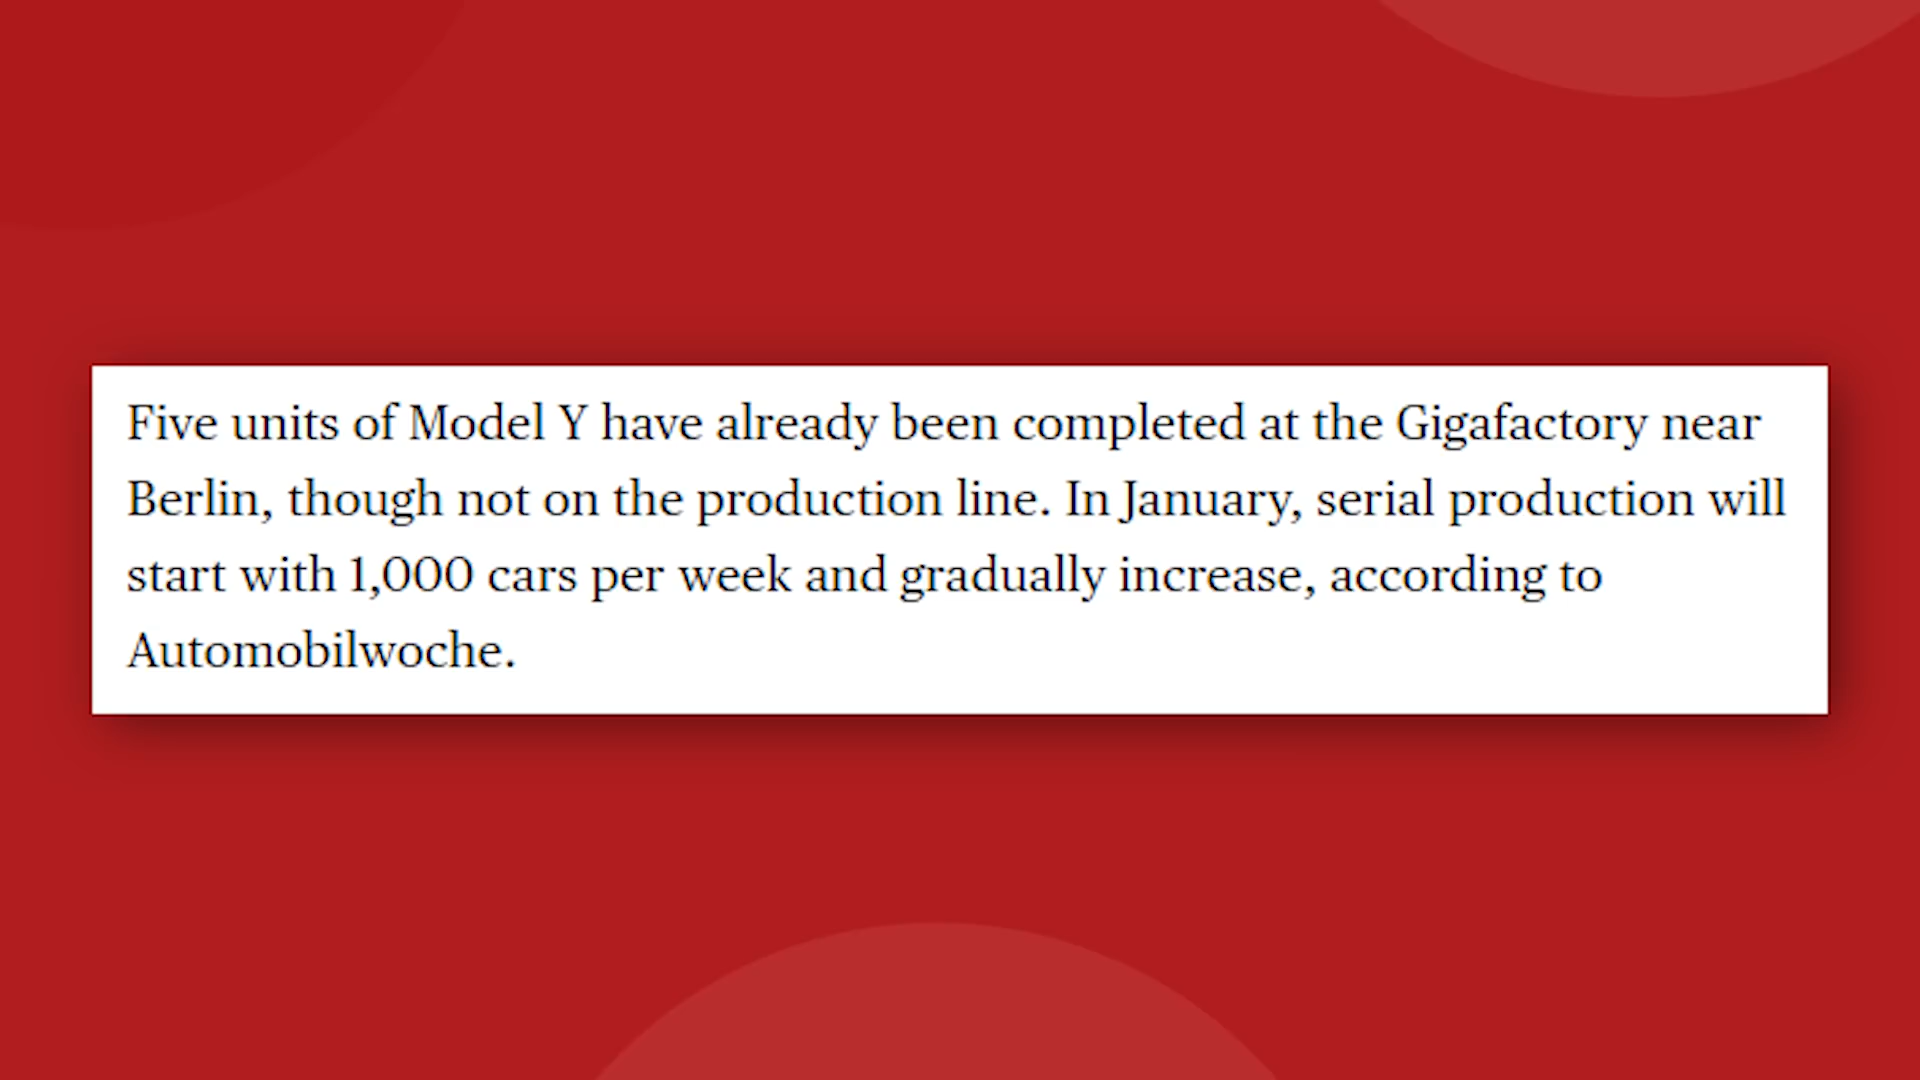 Five units of Model Y have already been completed at the Gigafactory near
Berlin, though not on the production line. In January, serial production will
start with 1,000 cars per week and gradually increase, according to
Automobilwoche.